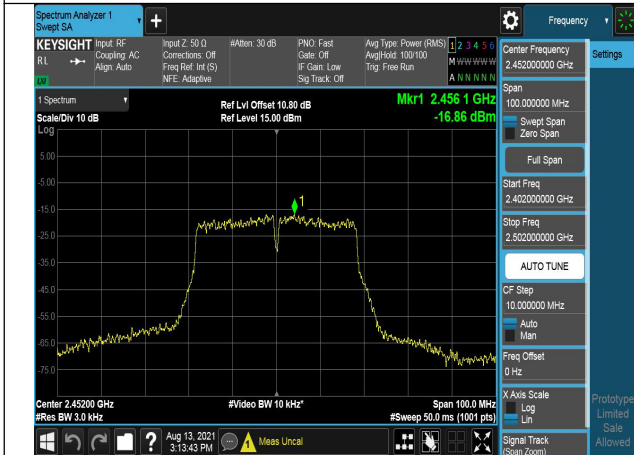 Spectrum Analyzer 1
Swept SA
Frequency
KEYSIGHT
RL
Input: RF
Coupling: AC
Align: Auto
Input Z: 50 Ω
Corrections: Off
Freq Ref: Int (S)
NFE: Adaptive
#Atten: 30 dB
PNO: Fast
Gate: Off
IF Gain: Low
Sig Track: Off
Avg Type: Power (RMS)
Avg|Hold: 100/100
Trig: Free Run
1 2 3 4 5 6
M W W W W W
A N N N N N
1 Spectrum
Scale/Div 10 dB
Log
Ref Lvl Offset 10.80 dB
Ref Level 15.00 dBm
Mkr1 2.456 1 GHz
-16.86 dBm
5.00
-5.00
-15.0
-25.0
-35.0
-45.0
-55.0
-65.0
-75.0
1
Center 2.45200 GHz
#Res BW 3.0 kHz
#Video BW 10 kHz*
Span 100.0 MHz
#Sweep 50.0 ms (1001 pts)
Aug 13, 2021
3:13:43 PM
Meas Uncal
Center Frequency
2.452000000 GHz
Settings
Span
100.000000 MHz
Swept Span
Zero Span
Full Span
Start Freq
2.402000000 GHz
Stop Freq
2.502000000 GHz
AUTO TUNE
CF Step
10.000000 MHz
Auto
Man
Freq Offset
0 Hz
X Axis Scale
Log
Lin
Signal Track
(Span Zoom)
Prototype
Limited
Sale
Allowed